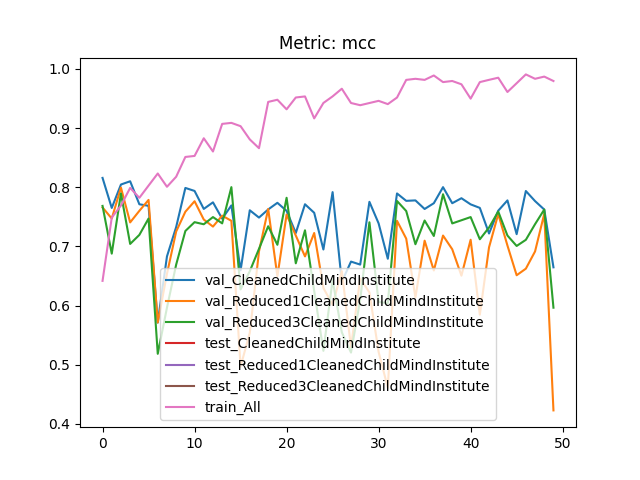 Metric: mcc
1.0
0.9
0.8
0.7
0.6
0.5
0.4
val_CleanedChildMindInstitute
val_Reduced1CleanedChildMindInstitute
val_Reduced3CleanedChildMindInstitute
test_CleanedChildMindInstitute
test_Reduced1CleanedChildMindInstitute
test_Reduced3CleanedChildMindInstitute
train_All
0 10 20 30 40 50